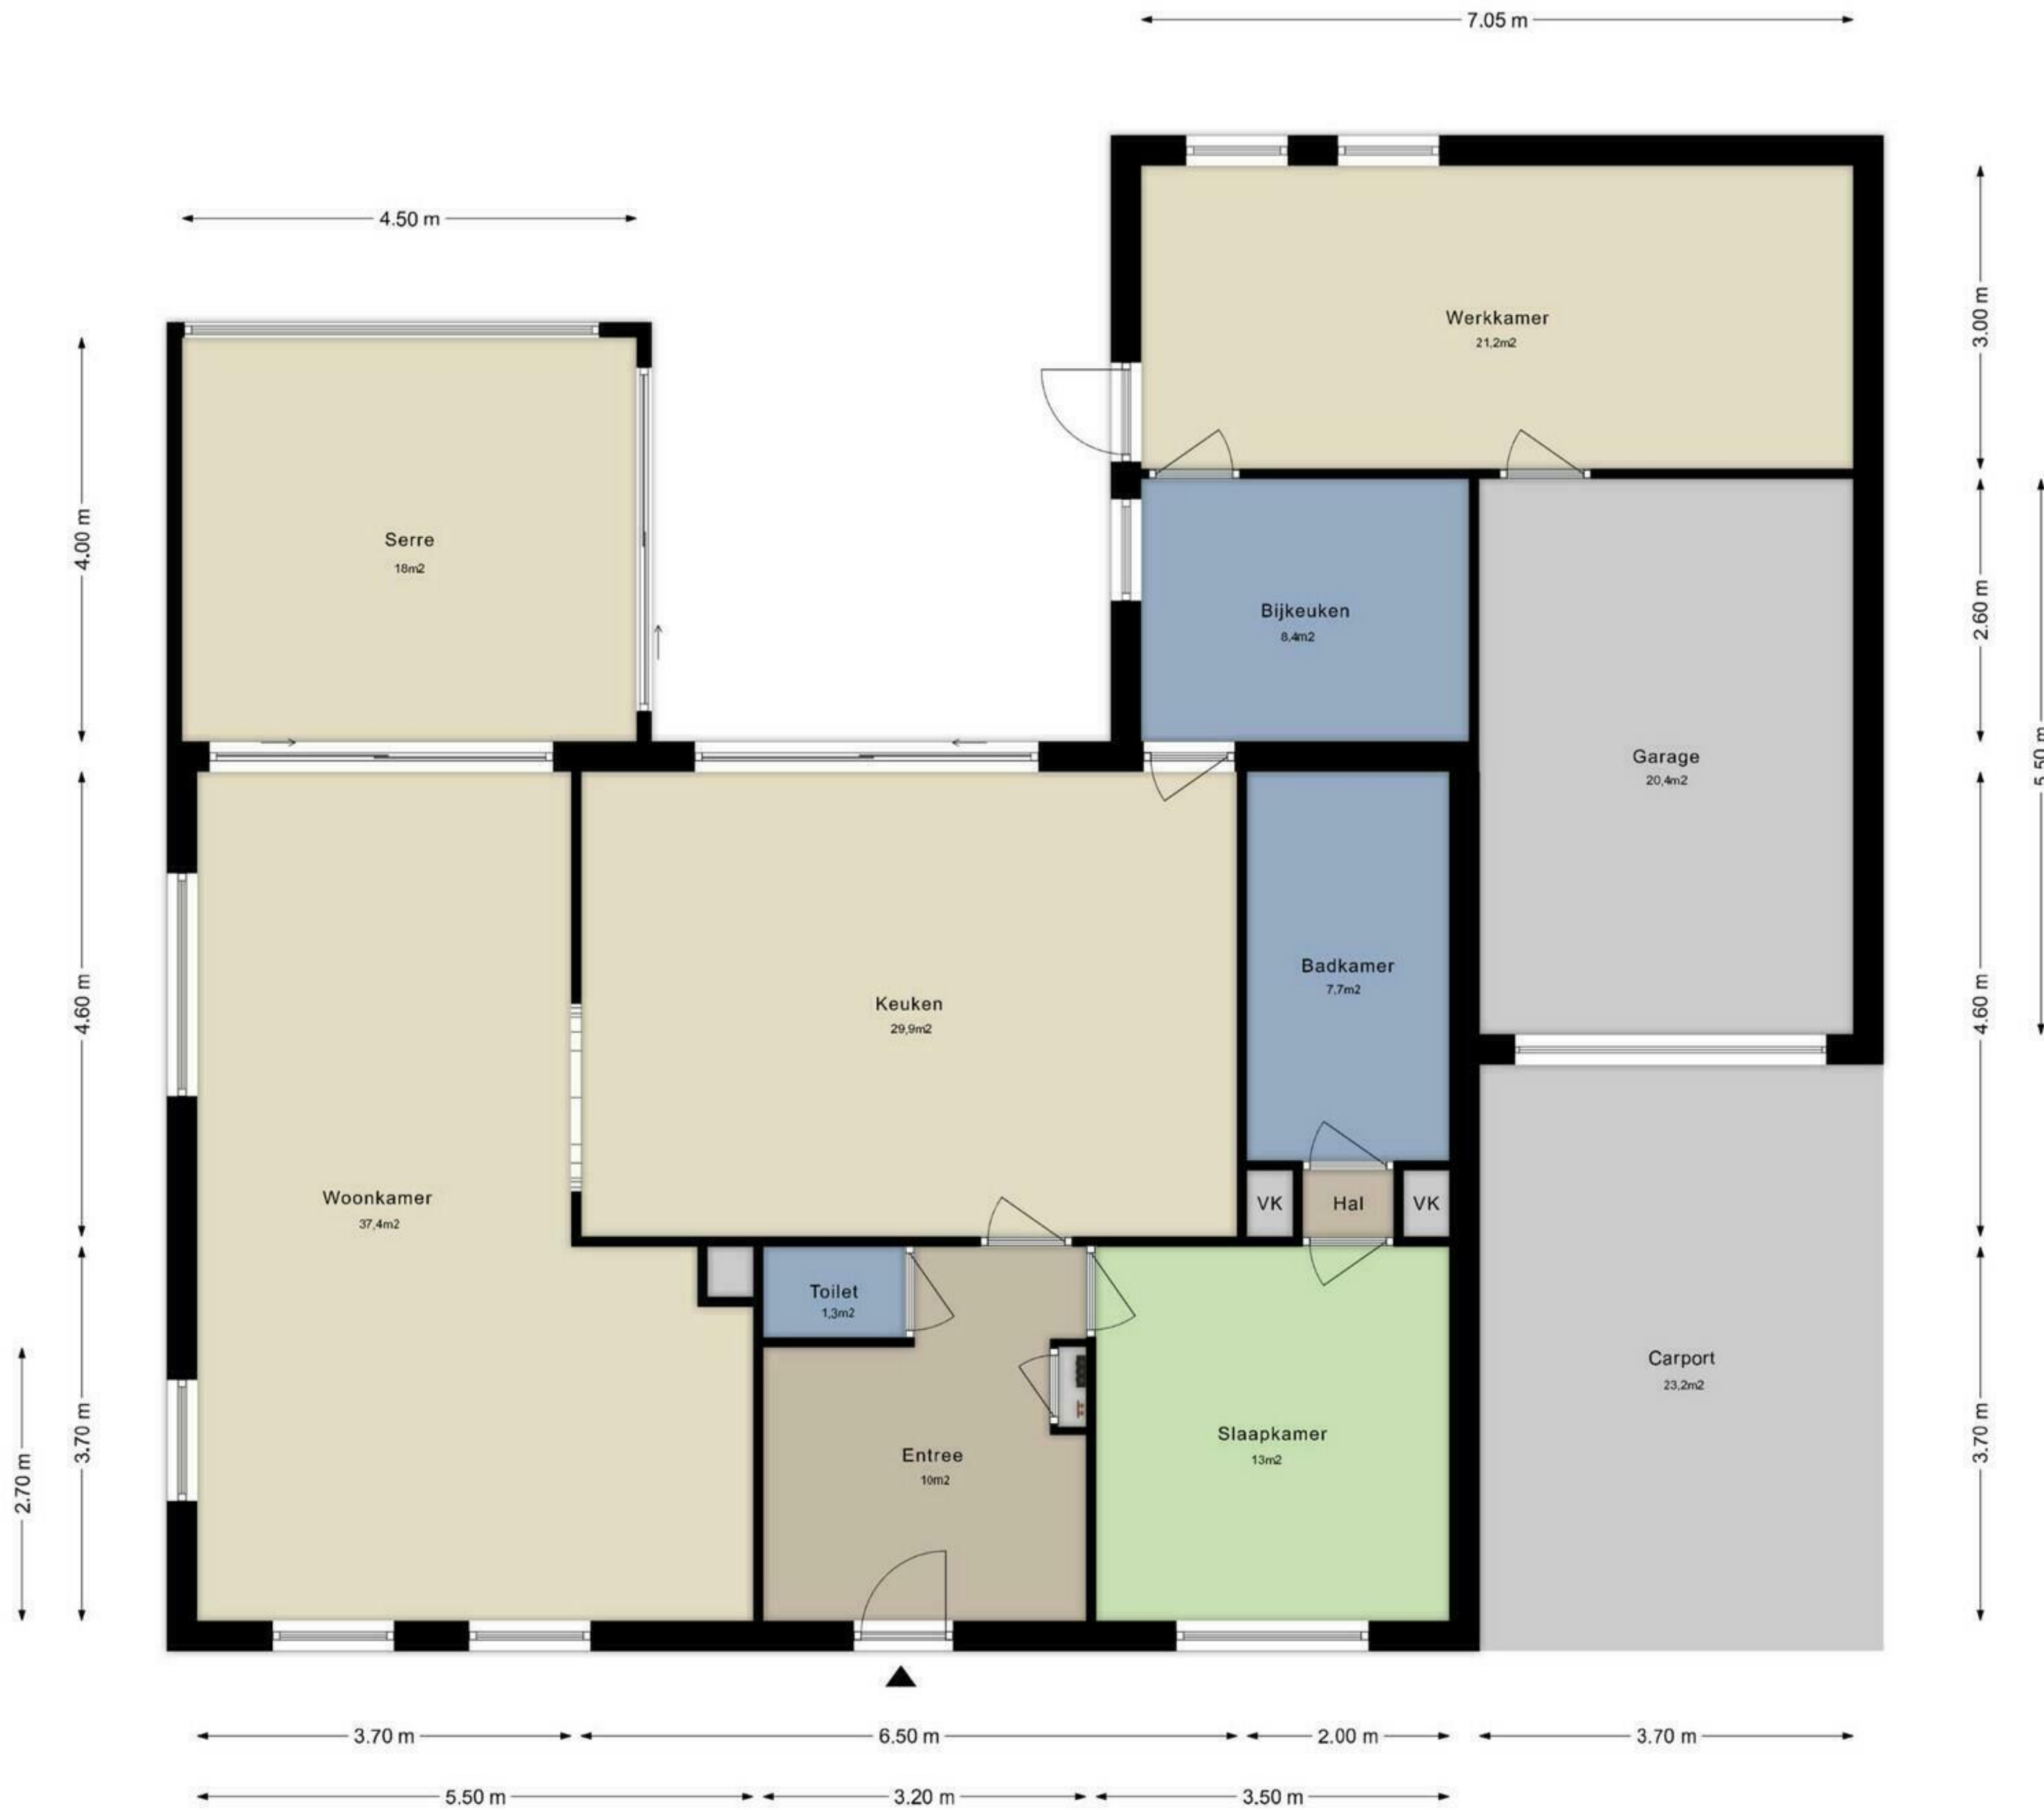 7.05 m
4.50 m
Werkkamer
21,2m2
3.00 m
Serre
18m2
4.00 m
Bijkeuken
8,4m2
2.60 m
Garage
20,4m2
5.50 m
Badkamer
7,7m2
Keuken
29,9m2
4.60 m
4.60 m
Woonkamer
37,4m2
VK
Hal
VK
Toilet
1,3m2
Carport
23,2m2
Slaapkamer
13m2
Entree
10m2
3.70 m
2.70 m
3.70 m
3.70 m
6.50 m
2.00 m
3.70 m
5.50 m
3.20 m
3.50 m